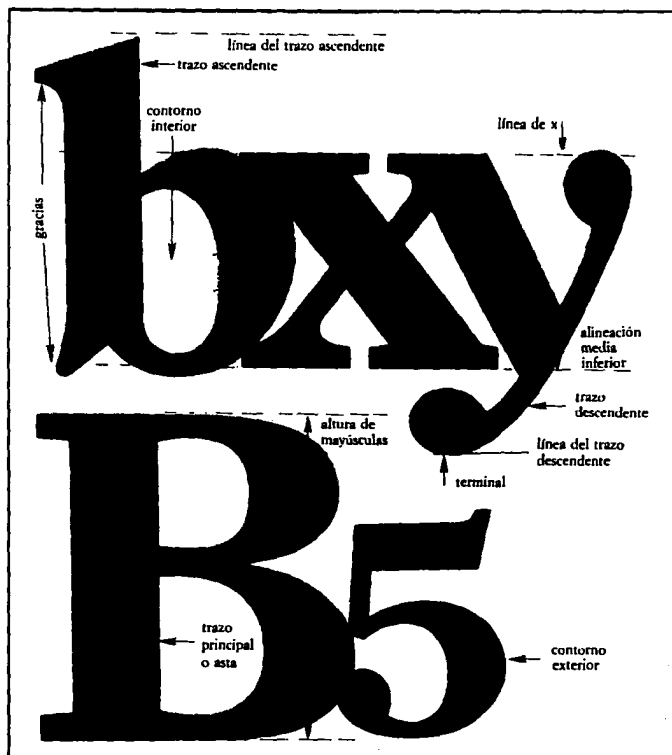 línea del trazo ascendente
trazo ascendente
contorno
interior
línea de x
gracias
bxy
alineación
media
inferior
trazo
descendente
línea del trazo
descendente
terminal
altura de
mayúsculas
B5
trazo
principal
o asta
contorno
exterior